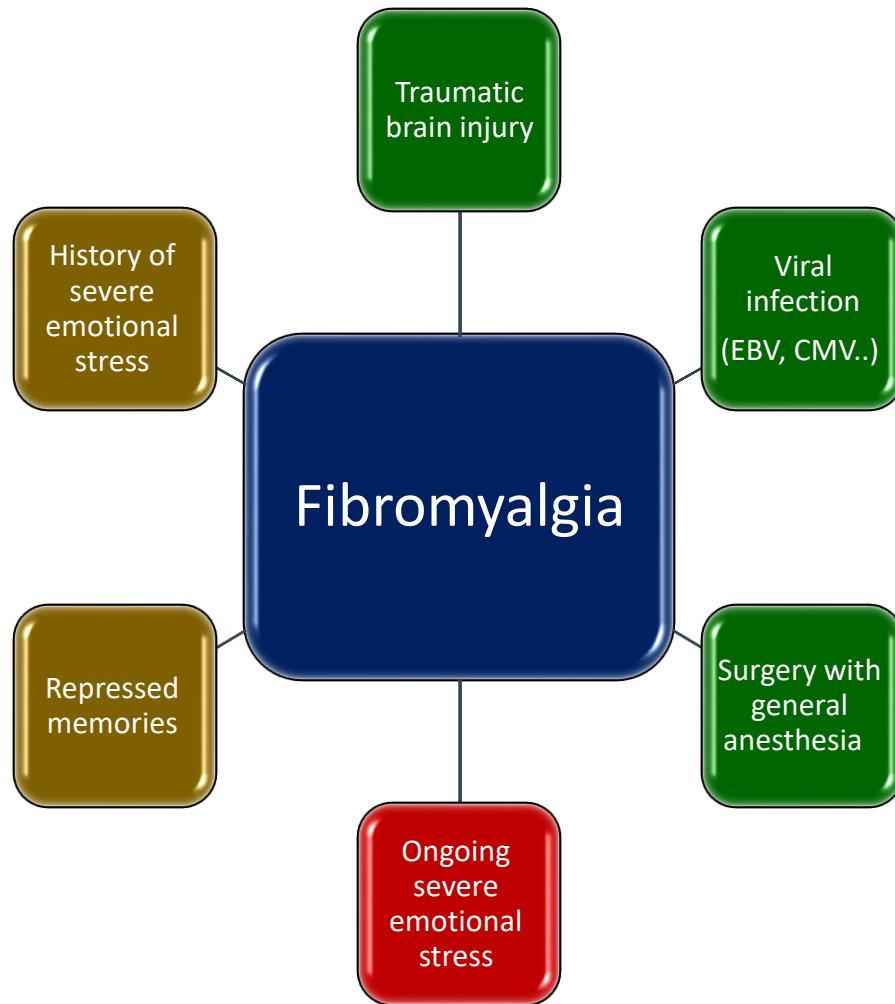 Traumatic
brain injury
History of
severe
emotional
stress
Viral
infection
(EBV, CMV..)
Fibromyalgia
Repressed
memories
Surgery with
general
anesthesia
Ongoing
severe
emotional
stress